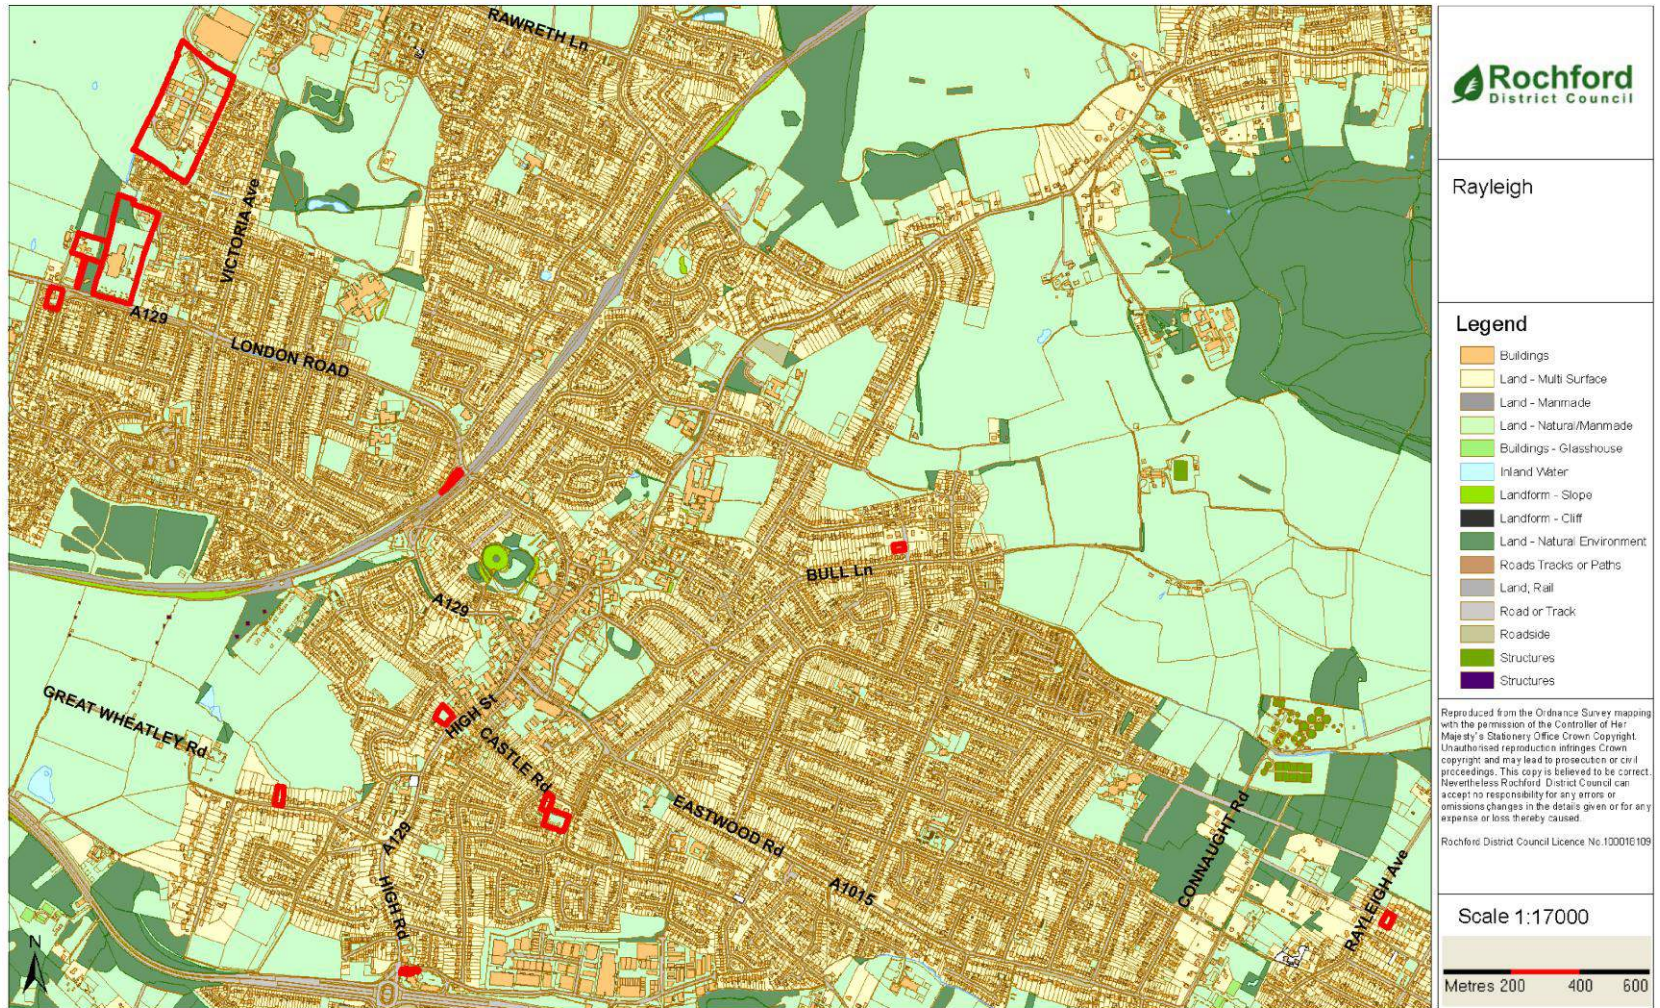 RAWRETH Ln
VICTORIA Ave
A129
LONDON ROAD
BULL Ln
A129
GREAT WHEATLEY Rd
HIGH St
CASTLE Rd
EASTWOOD Rd
A129
HIGH Rd
A1015
CONNAUGHT Rd
RAYLEIGH Ave
N
Rochford
District Council
Rayleigh
Legend
Buildings
Land - Multi Surface
Land - Manmade
Land - Natural/Manmade
Buildings - Glasshouse
Inland Water
Landform - Slope
Landform - Cliff
Land - Natural Environment
Roads Tracks or Paths
Land; Rail
Road or Track
Roadside
Structures
Structures
Reproduced from the Ordnance Survey mapping
with the permission of the Controller of Her
Majesty's Stationery Office Crown Copyright.
Unauthorised reproduction infringes Crown
copyright and may lead to prosecution or civil
proceedings. This copy is believed to be correct.
Nevertheless Rochford District Council can
accept no responsibility for any errors or
omissions,changes in the details given or for any
expense or loss thereby caused.
Rochford District Council Licence No.100018109
Scale 1:17000
Metres 200 400 600